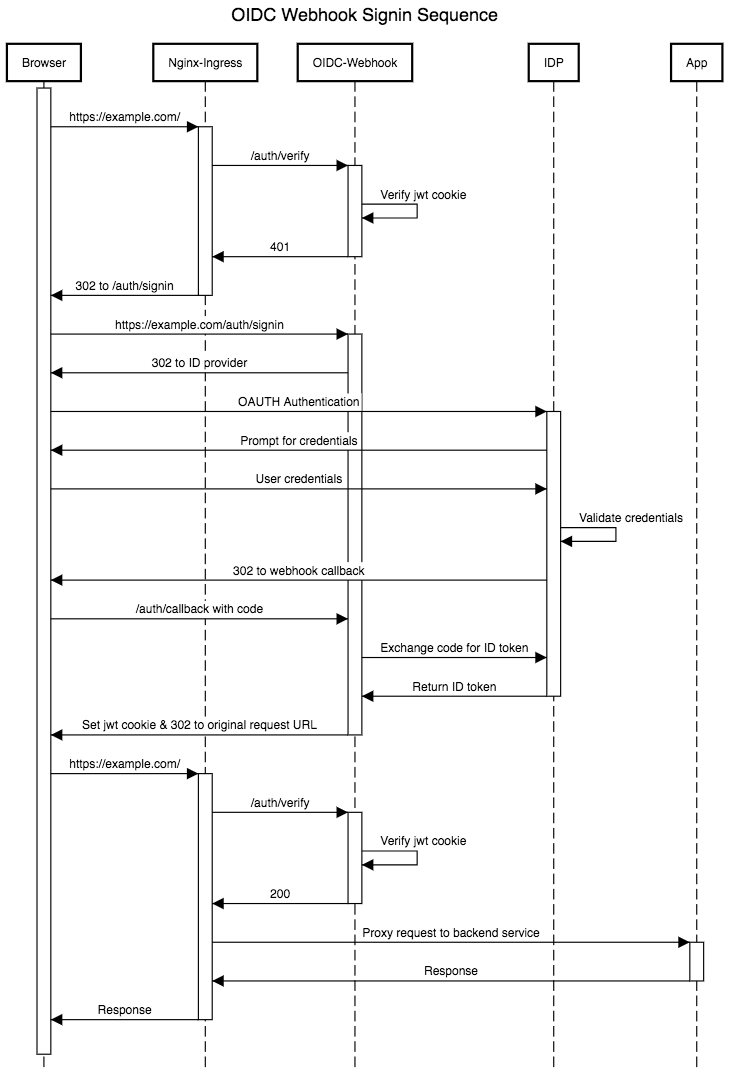 OIDC Webhook Signin Sequence
Browser
Nginx-Ingress
OIDC-Webhook
IDP
App
https://example.com/
/auth/verify
Verify jwt cookie
401
302 to /auth/signin
https://example.com/auth/signin
302 to ID provider
OAUTH Authentication
Prompt for credentials
User credentials
Validate credentials
302 to webhook callback
/auth/callback with code
Exchange code for ID token
Return ID token
Set jwt cookie & 302 to original request URL
https://example.com/
/auth/verify
Verify jwt cookie
200
Proxy request to backend service
Response
Response